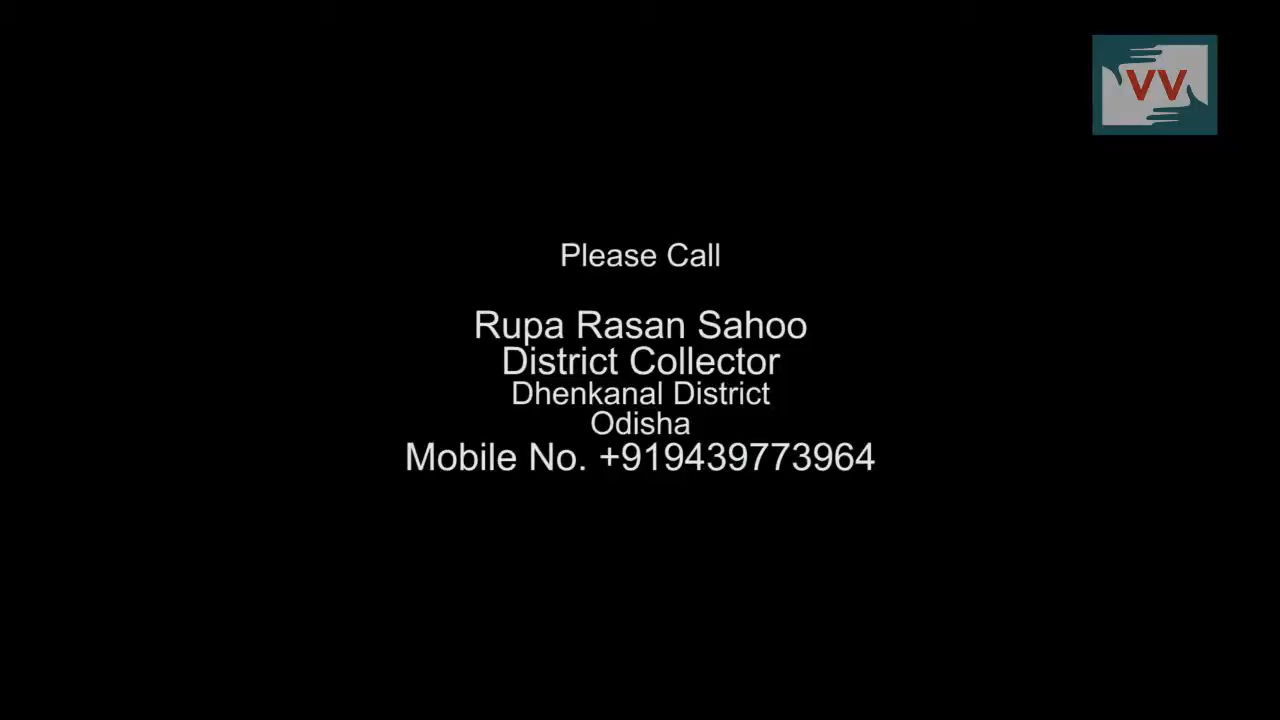 VV
Please Call
Rupa Rasan Sahoo
District Collector
Dhenkanal District
Odisha
Mobile No. +919439773964